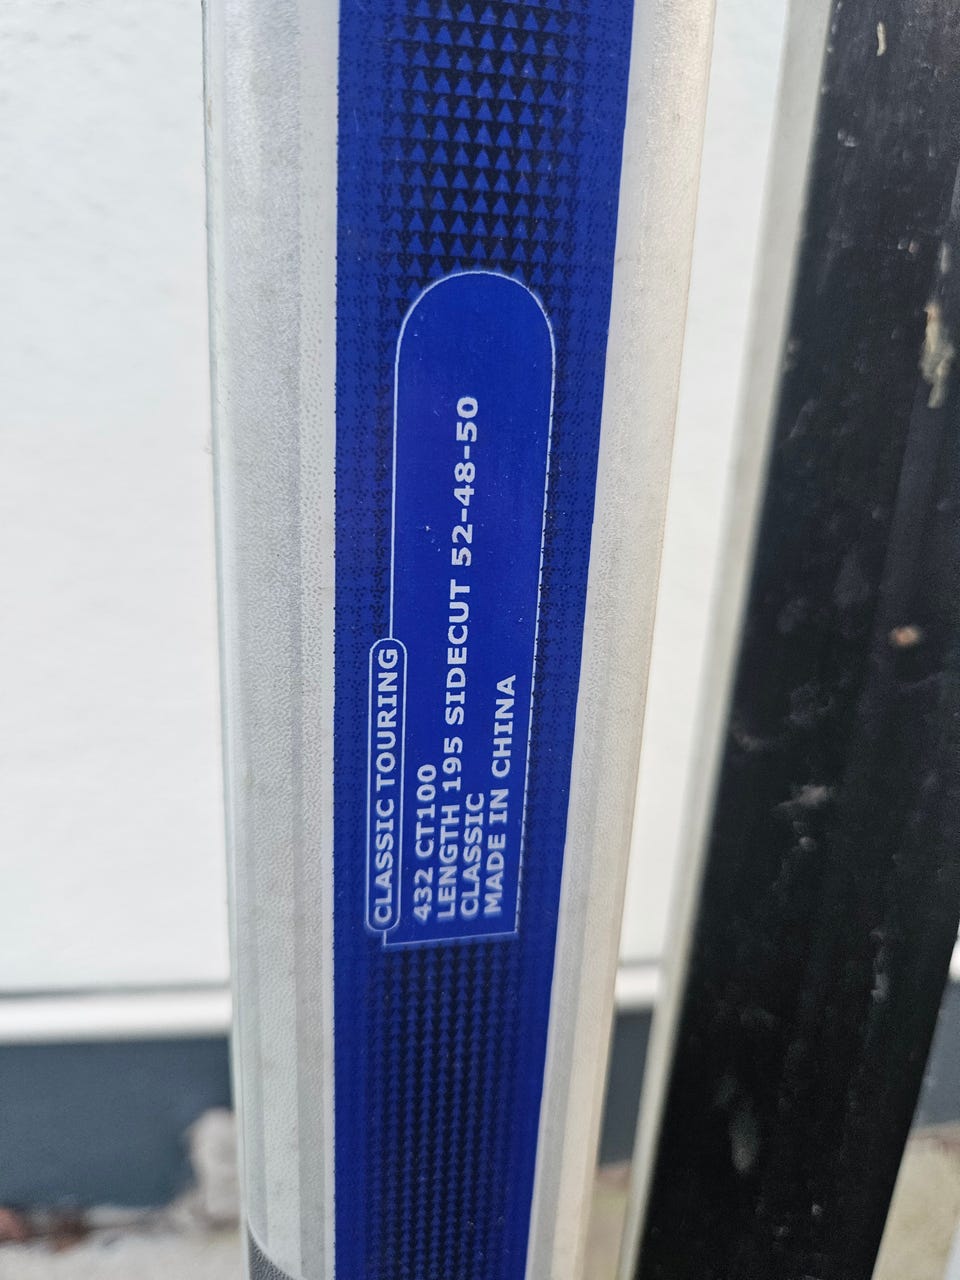 CLASSIC TOURING
432 CT100
LENGTH 195 SIDECUT 52-48-50
CLASSIC
MADE IN CHINA